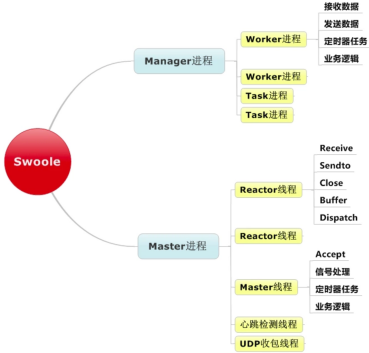 Swoole
Manager进程
Worker进程
接收数据
发送数据
定时器任务
业务逻辑
Worker进程
Task进程
Task进程
Master进程
Reactor线程
Receive
Sendto
Close
Buffer
Dispatch
Reactor线程
Master线程
Accept
信号处理
定时器任务
业务逻辑
心跳检测线程
UDP收包线程